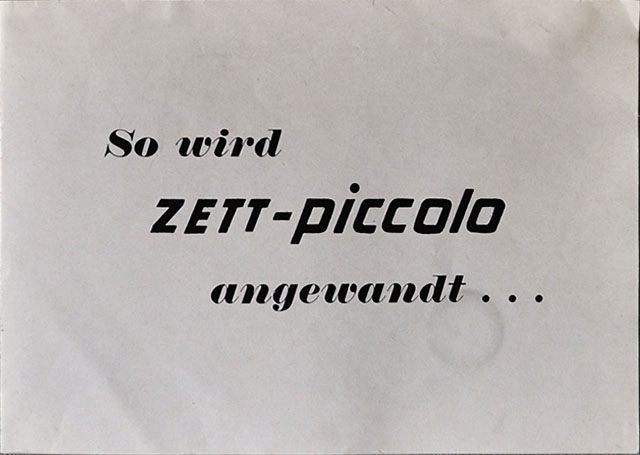 So wird
ZETT-piccolo
angewandt . . .